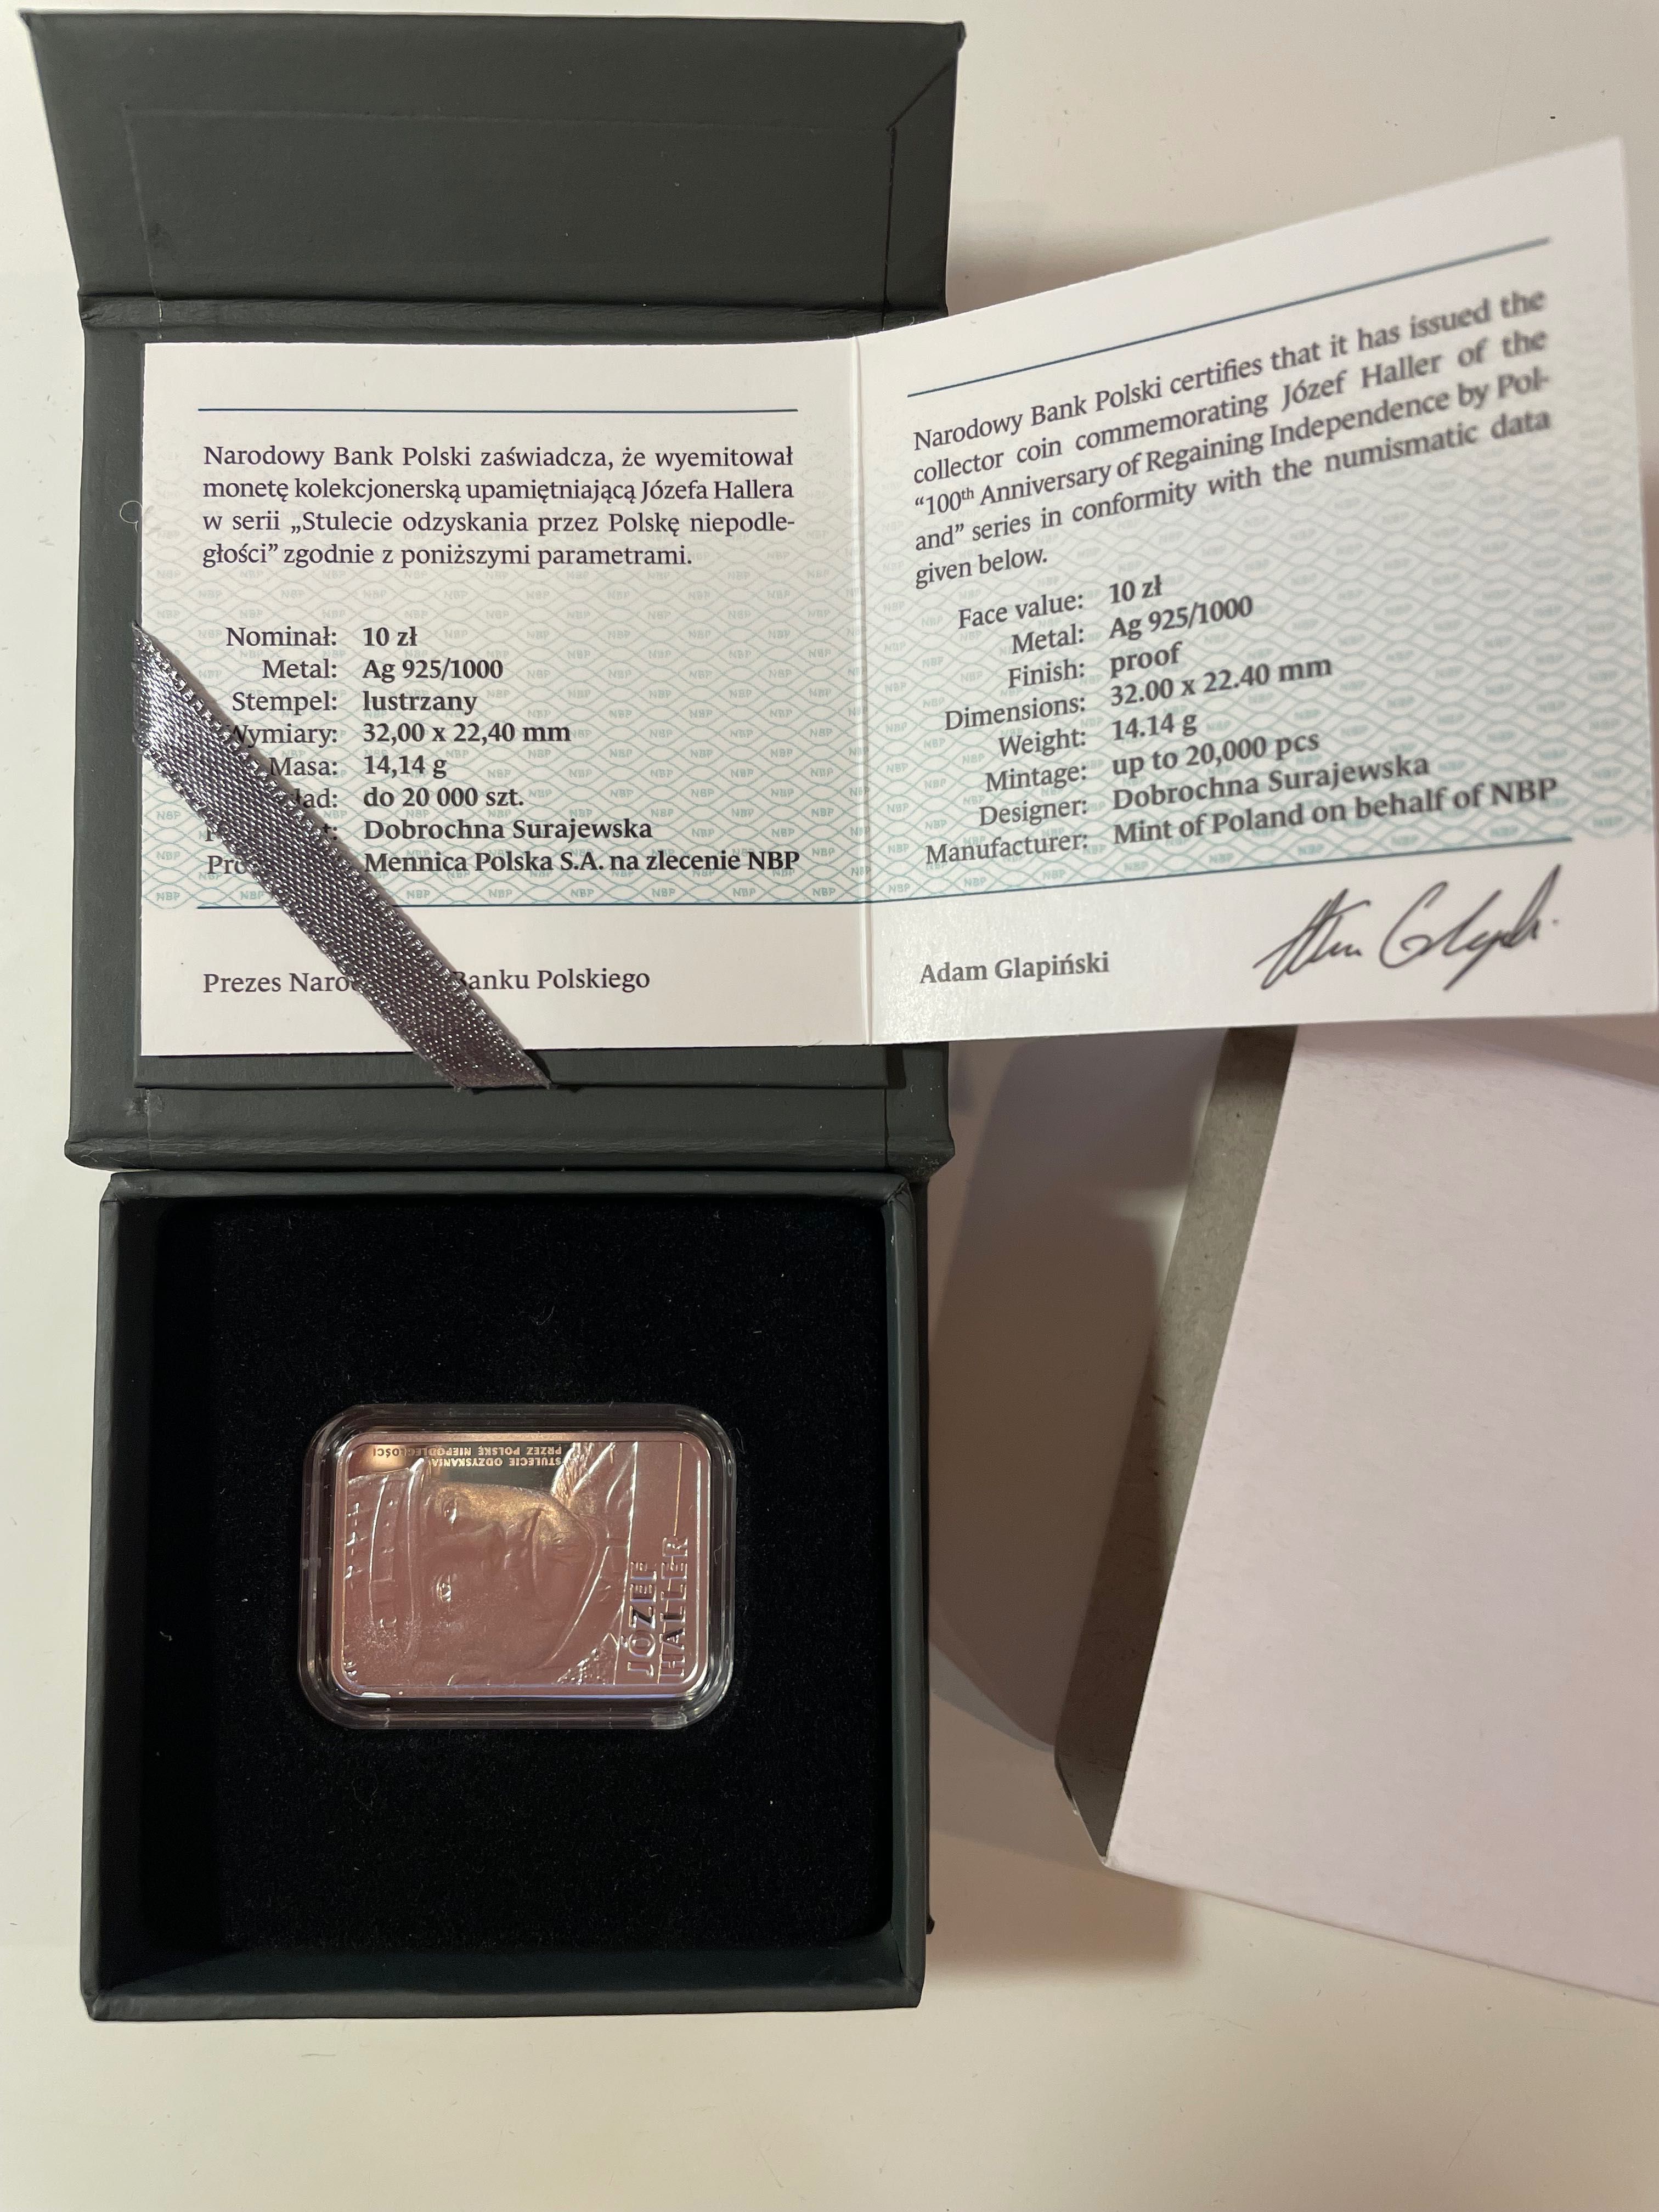 Narodowy Bank Polski zaświadcza, że wyemitował
monetę kolekcjonerską upamiętniającą Józefa Hallera
w serii „Stulecie odzyskania przez Polskę niepodle-
głości” zgodnie z poniższymi parametrami.
Nominał: 10 zł
Metal: Ag 925/1000
Stempel: lustrzany
Wymiary: 32,00 x 22,40 mm
Masa: 14,14 g
do 20 000 szt.
Dobrochna Surajewska
Mennica Polska S.A. na zlecenie NBP
Prezes Banku Polskiego
Narodowy Bank Polski certifies that it has issued the
collector coin commemorating Józef Haller of the
“100th Anniversary of Regaining Independence by Pol-
and” series in conformity with the numismatic data
given below.
Face value: 10 zł
Metal: Ag 925/1000
Finish: proof
Dimensions: 32.00 x 22.40 mm
Weight: 14.14 g
Mintage: up to 20,000 pcs
Designer: Dobrochna Surajewska
Manufacturer: Mint of Poland on behalf of NBP
Adam Glapiński
STULECIE ODZYSKANIA
PRZEZ POLSKĘ NIEPODLEGŁOŚCI
JÓZEF
HALLER